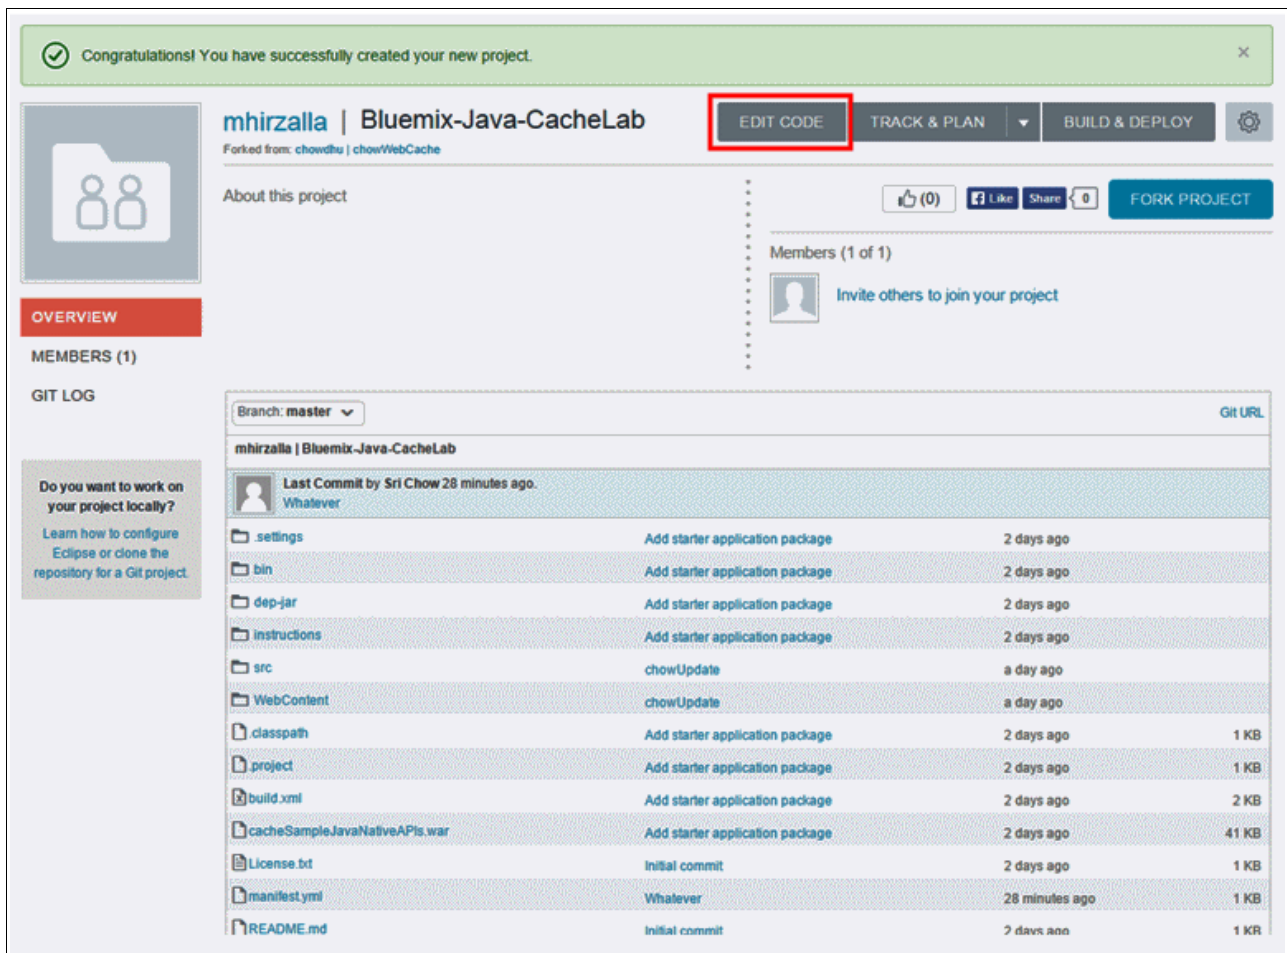 Congratulations! You have successfully created your new project.
×
mhirzalla | Bluemix-Java-CacheLab
EDIT CODE
TRACK & PLAN
BUILD & DEPLOY
Forked from: chowdhu | chowWebCache
About this project
(0)
Like
Share
0
FORK PROJECT
Members (1 of 1)
Invite others to join your project
OVERVIEW
MEMBERS (1)
GIT LOG
Do you want to work on
your project locally?
Learn how to configure
Eclipse or clone the
repository for a Git project.
Branch: master
Git URL
mhirzalla | Bluemix-Java-CacheLab
Last Commit by Sri Chow 28 minutes ago.
Whatever
.settings Add starter application package 2 days ago
bin Add starter application package 2 days ago
dep-jar Add starter application package 2 days ago
instructions Add starter application package 2 days ago
src chowUpdate a day ago
WebContent chowUpdate a day ago
.classpath Add starter application package 2 days ago 1 KB
.project Add starter application package 2 days ago 1 KB
build.xml Add starter application package 2 days ago 2 KB
cacheSampleJavaNativeAPIs.war Add starter application package 2 days ago 41 KB
License.txt Initial commit 2 days ago 1 KB
manifest.yml Whatever 28 minutes ago 1 KB
README.md Initial commit 2 days ago 1 KB